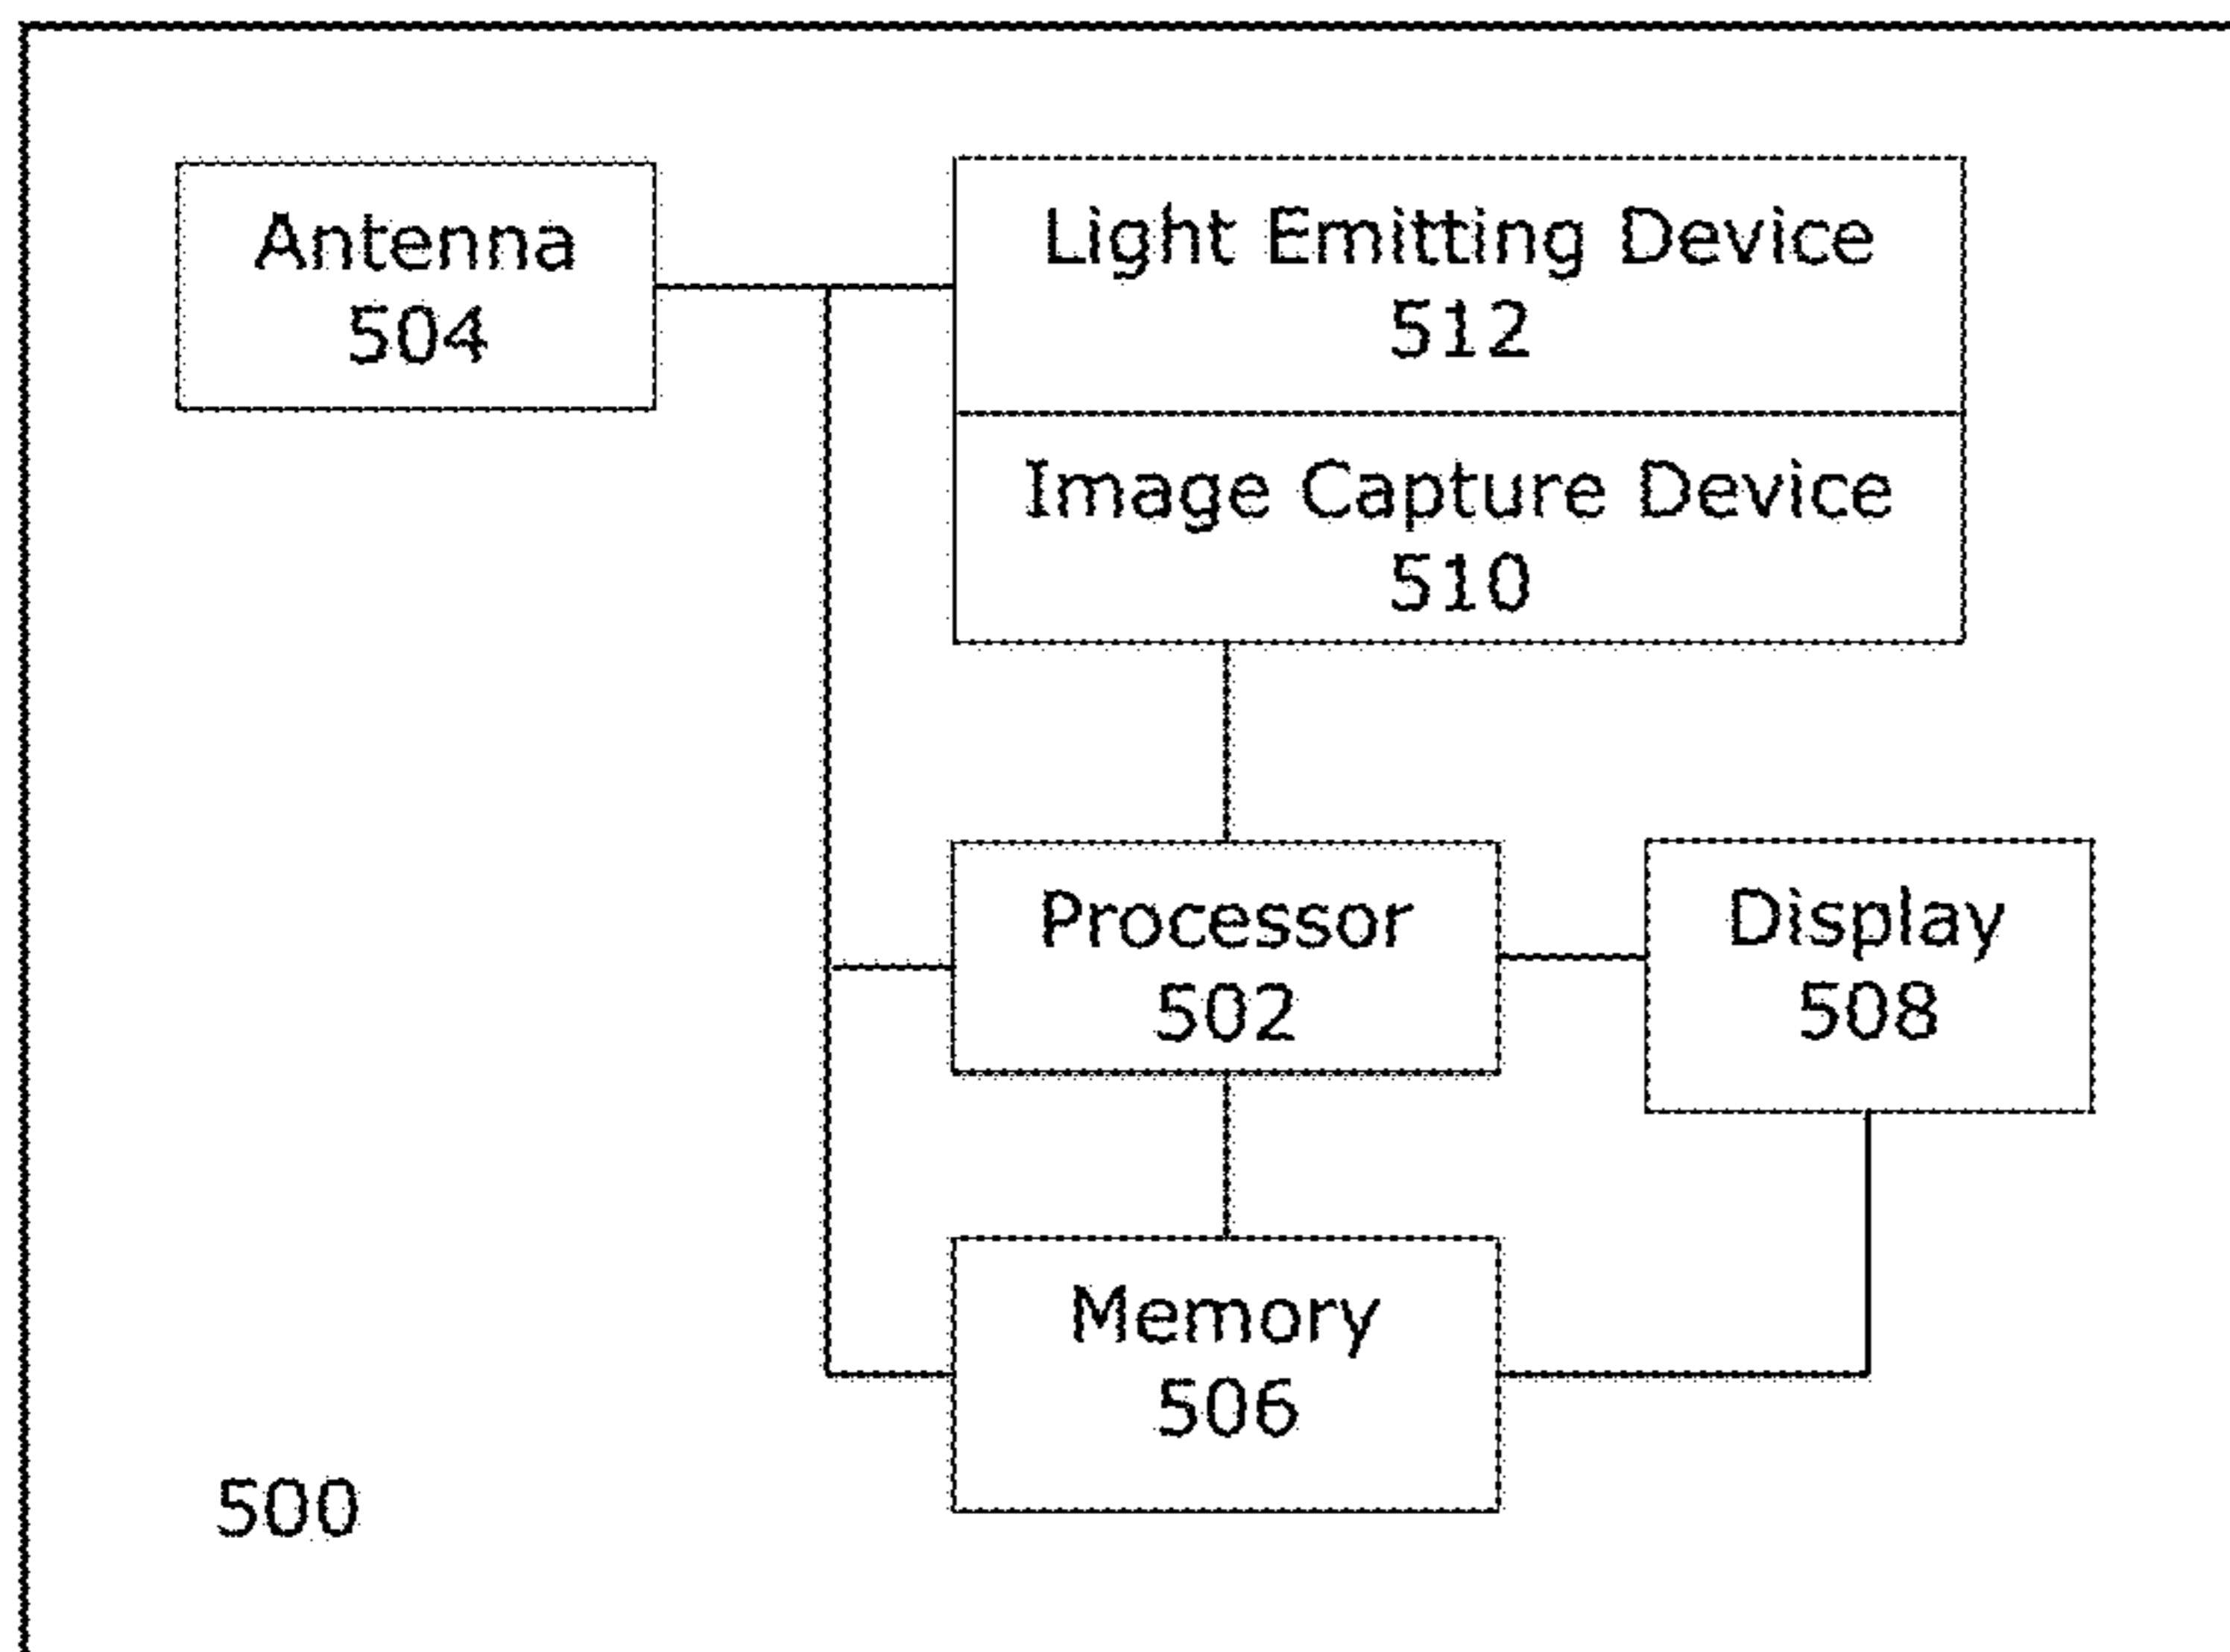 Antenna
504
Light Emitting Device
512
Image Capture Device
510
Processor
502
Display
508
Memory
506
500